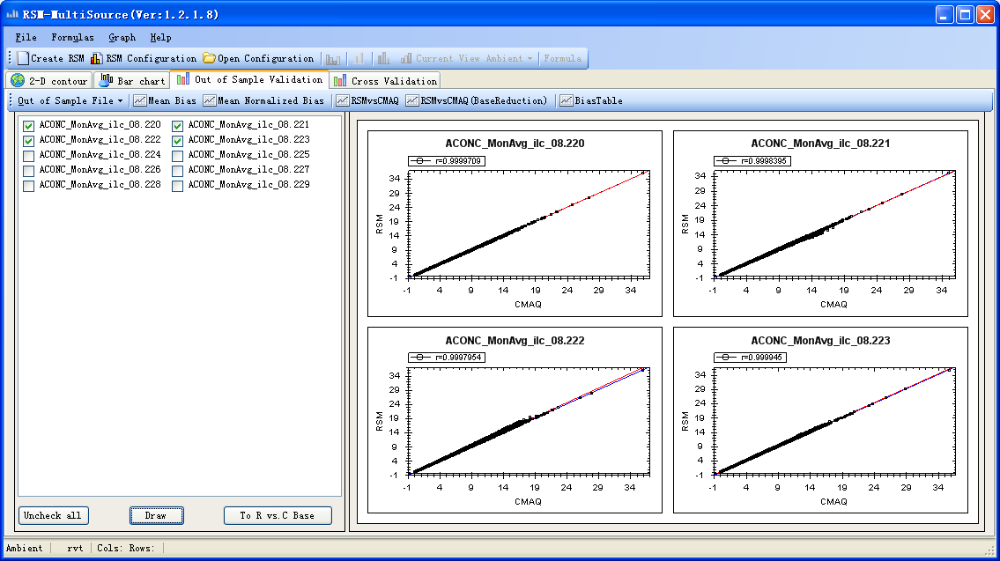 RSM-MultiSource(Ver:1.2.1.8)
File Formulas Graph Help
Create RSM RSM Configuration Open Configuration Current View Ambient Formula
2-D contour Bar chart Out of Sample Validation Cross Validation
Out of Sample File Mean Bias Mean Normalized Bias RSMvsCMAQ RSMvsCMAQ(BaseReduction) BiasTable
ACONC_MonAvg_ilc_08.220 ACONC_MonAvg_ilc_08.221
ACONC_MonAvg_ilc_08.222 ACONC_MonAvg_ilc_08.223
ACONC_MonAvg_ilc_08.224 ACONC_MonAvg_ilc_08.225
ACONC_MonAvg_ilc_08.226 ACONC_MonAvg_ilc_08.227
ACONC_MonAvg_ilc_08.228 ACONC_MonAvg_ilc_08.229
Uncheck all Draw To R vs.C Base
ACONC_MonAvg_ilc_08.220
r=0.9999709
34
29
24
19
14
9
4
-1
RSM
-1 4 9 14 19 24 29 34
CMAQ
ACONC_MonAvg_ilc_08.221
r=0.9998395
34
29
24
19
14
9
4
-1
RSM
-1 4 9 14 19 24 29 34
CMAQ
ACONC_MonAvg_ilc_08.222
r=0.9997954
34
29
24
19
14
9
4
-1
RSM
-1 4 9 14 19 24 29 34
CMAQ
ACONC_MonAvg_ilc_08.223
r=0.999945
34
29
24
19
14
9
4
-1
RSM
-1 4 9 14 19 24 29 34
CMAQ
Ambient rvt Cols: Rows: